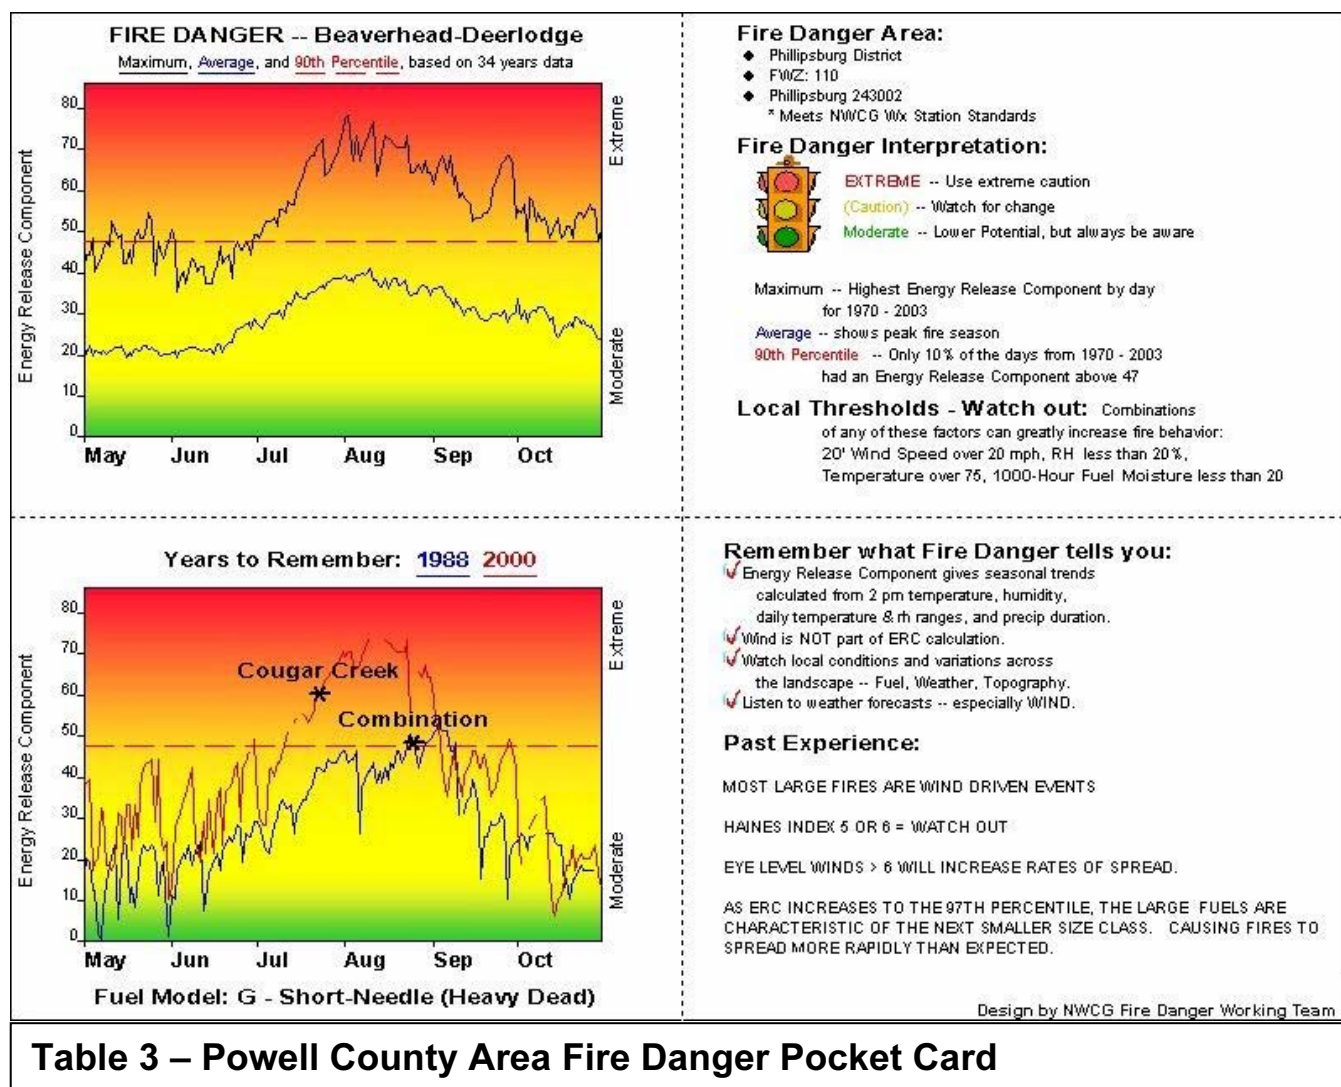 FIRE DANGER -- Beaverhead-Deerlodge
Maximum, Average, and 90th Percentile, based on 34 years data
Energy Release Component
80
70
60
50
40
30
20
10
0
Extreme
Moderate
May Jun Jul Aug Sep Oct
Fire Danger Area:
◆ Phillipsburg District
◆ FWZ: 110
◆ Phillipsburg 243002
* Meets NWCG Wx Station Standards
Fire Danger Interpretation:
EXTREME -- Use extreme caution
(Caution) -- Watch for change
Moderate -- Lower Potential, but always be aware
Maximum -- Highest Energy Release Component by day
for 1970 - 2003
Average -- shows peak fire season
90th Percentile -- Only 10% of the days from 1970 - 2003
had an Energy Release Component above 47
Local Thresholds - Watch out: Combinations
of any of these factors can greatly increase fire behavior:
20' Wind Speed over 20 mph, RH less than 20%,
Temperature over 75, 1000-Hour Fuel Moisture less than 20
Years to Remember: 1988 2000
Energy Release Component
80
70
60
50
40
30
20
10
0
Cougar Creek
Combination
Extreme
Moderate
May Jun Jul Aug Sep Oct
Fuel Model: G - Short-Needle (Heavy Dead)
Remember what Fire Danger tells you:
Energy Release Component gives seasonal trends
calculated from 2 pm temperature, humidity,
daily temperature & rh ranges, and precip duration.
Wind is NOT part of ERC calculation.
Watch local conditions and variations across
the landscape -- Fuel, Weather, Topography.
Listen to weather forecasts -- especially WIND.
Past Experience:
MOST LARGE FIRES ARE WIND DRIVEN EVENTS
HAINES INDEX 5 OR 6 = WATCH OUT
EYE LEVEL WINDS > 6 WILL INCREASE RATES OF SPREAD.
AS ERC INCREASES TO THE 97TH PERCENTILE, THE LARGE FUELS ARE
CHARACTERISTIC OF THE NEXT SMALLER SIZE CLASS. CAUSING FIRES TO
SPREAD MORE RAPIDLY THAN EXPECTED.
Design by NWCG Fire Danger Working Team
Table 3 – Powell County Area Fire Danger Pocket Card